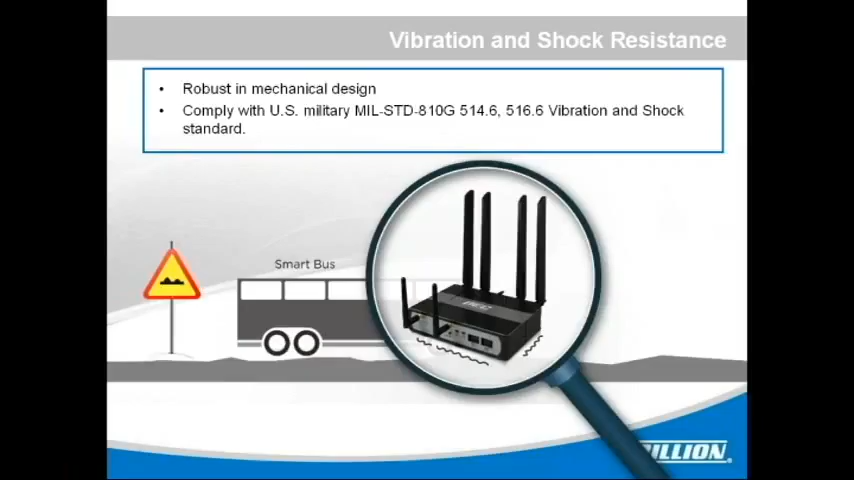 Vibration and Shock Resistance
• Robust in mechanical design
• Comply with U.S. military MIL-STD-810G 514.6, 516.6 Vibration and Shock
standard.
Smart Bus
ILLION